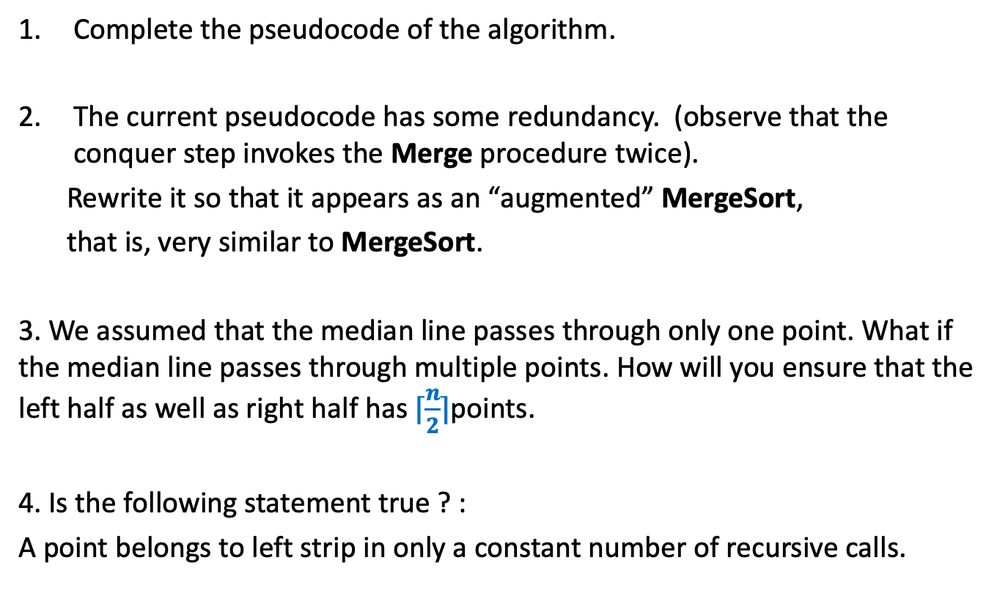 1. Complete the pseudocode of the algorithm.
2. The current pseudocode has some redundancy. (observe that the
conquer step invokes the Merge procedure twice).
Rewrite it so that it appears as an “augmented” MergeSort,
that is, very similar to MergeSort.
3. We assumed that the median line passes through only one point. What if
the median line passes through multiple points. How will you ensure that the
left half as well as right half has ⌈n/2⌉points.
4. Is the following statement true ? :
A point belongs to left strip in only a constant number of recursive calls.